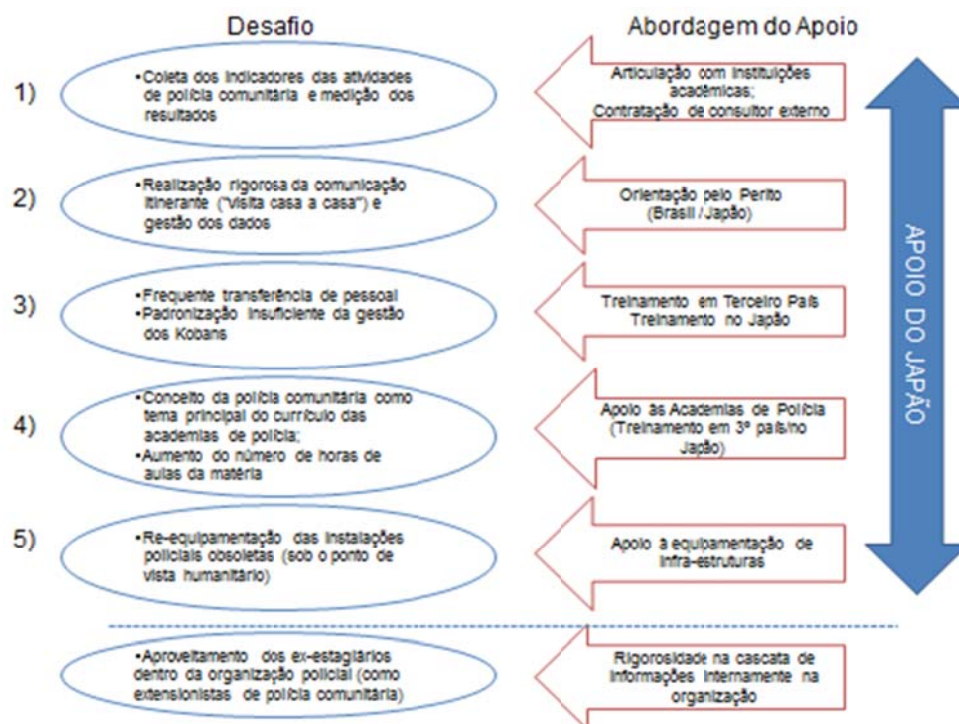 Desafio
Abordagem do Apoio
1)
•Coleta dos indicadores das atividades
de polícia comunitária e medição dos
resultados
Articulação com instituições
acadêmicas;
Contratação de consultor externo
2)
•Realização rigorosa da comunicação
itinerante ("visita casa a casa") e
gestão dos dados
Orientação pelo Perito
(Brasil / Japão)
3)
•Frequente transferência de pessoal
•Padronização insuficiente da gestão
dos Kobans
Treinamento em Terceiro País
Treinamento no Japão
4)
•Conceito da polícia comunitária como
tema principal do currículo das
academias de polícia;
•Aumento do número de horas de
aulas da matéria
Apoio às Academias de Polícia
(Treinamento em 3º país/no
Japão)
5)
•Re-equipamentação das instalações
policiais obsoletas (sob o ponto de
vista humanitário)
Apoio à equipamentação de
infra-estruturas
APOIO DO JAPÃO
•Aproveitamento dos ex-estagiários
dentro da organização policial (como
extensionistas de polícia comunitária)
Rigorosidade na cascata de
informações internamente na
organização